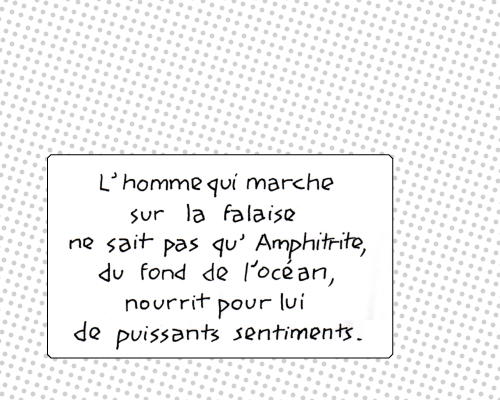 L'homme qui marche
sur la falaise
ne sait pas qu'Amphitrite,
du fond de l'océan,
nourrit pour lui
de puissants sentiments.